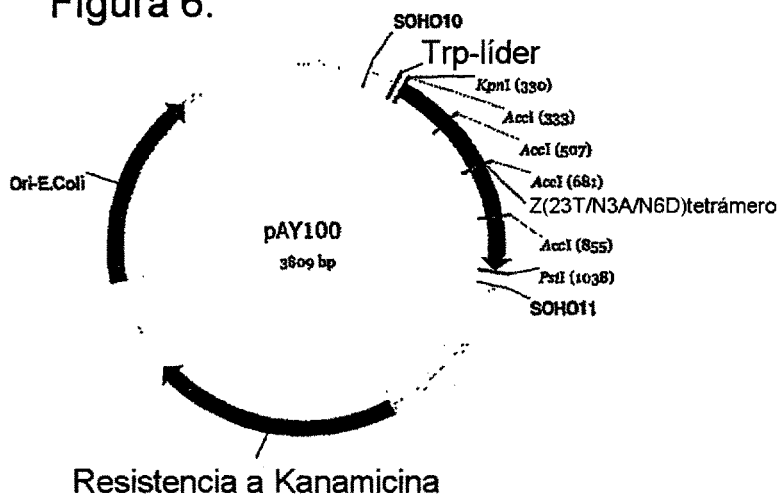 Figura 6.
SOHO10
Trp-líder
KpnI (330)
AccI (333)
AccI (507)
AccI (681)
Z(23T/N3A/N6D)tetrámero
AccI (855)
PstI (1038)
SOHO11
Ori-E.Coli
pAY100
3809 bp
Resistencia a Kanamicina